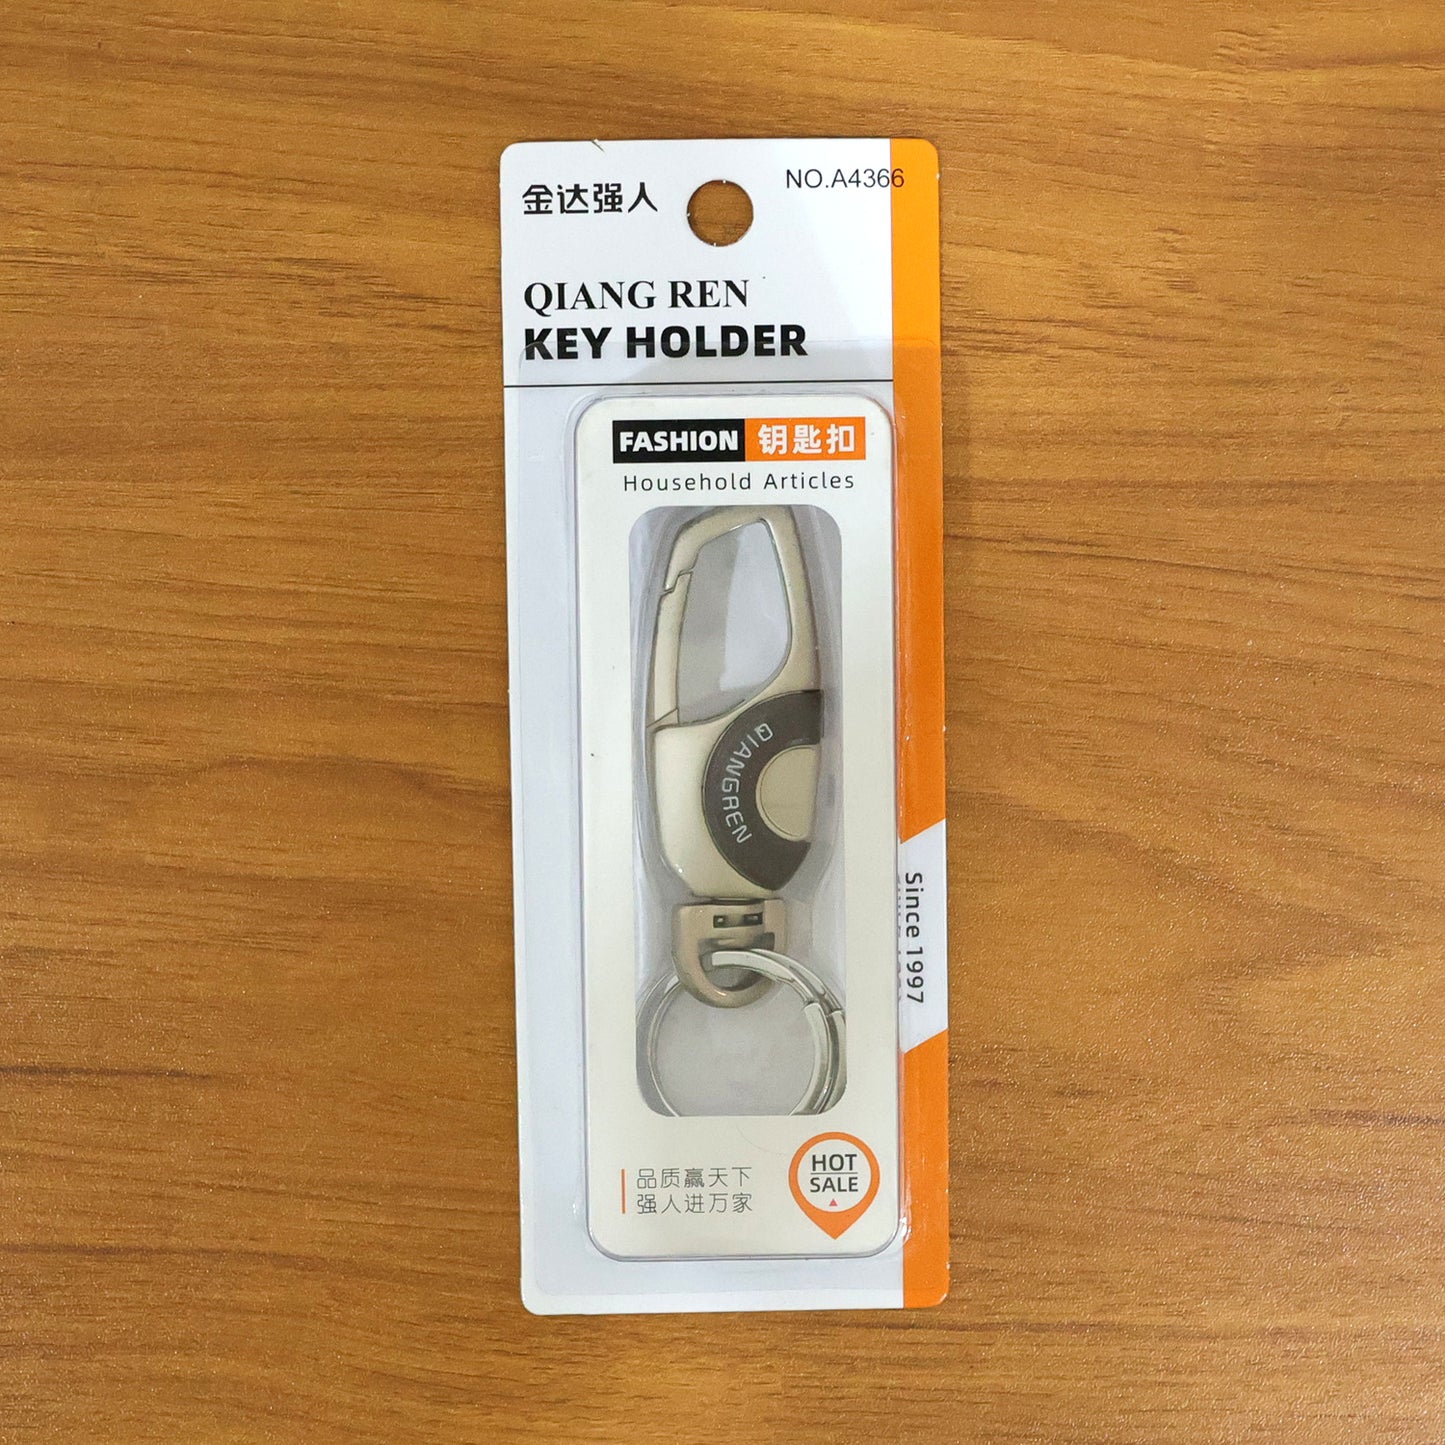 金达强人
NO.A4366
QIANG REN
KEY HOLDER
FASHION 钥匙扣
Household Articles
QIANGREN
Since 1997
品质赢天下
强人进万家
HOT
SALE